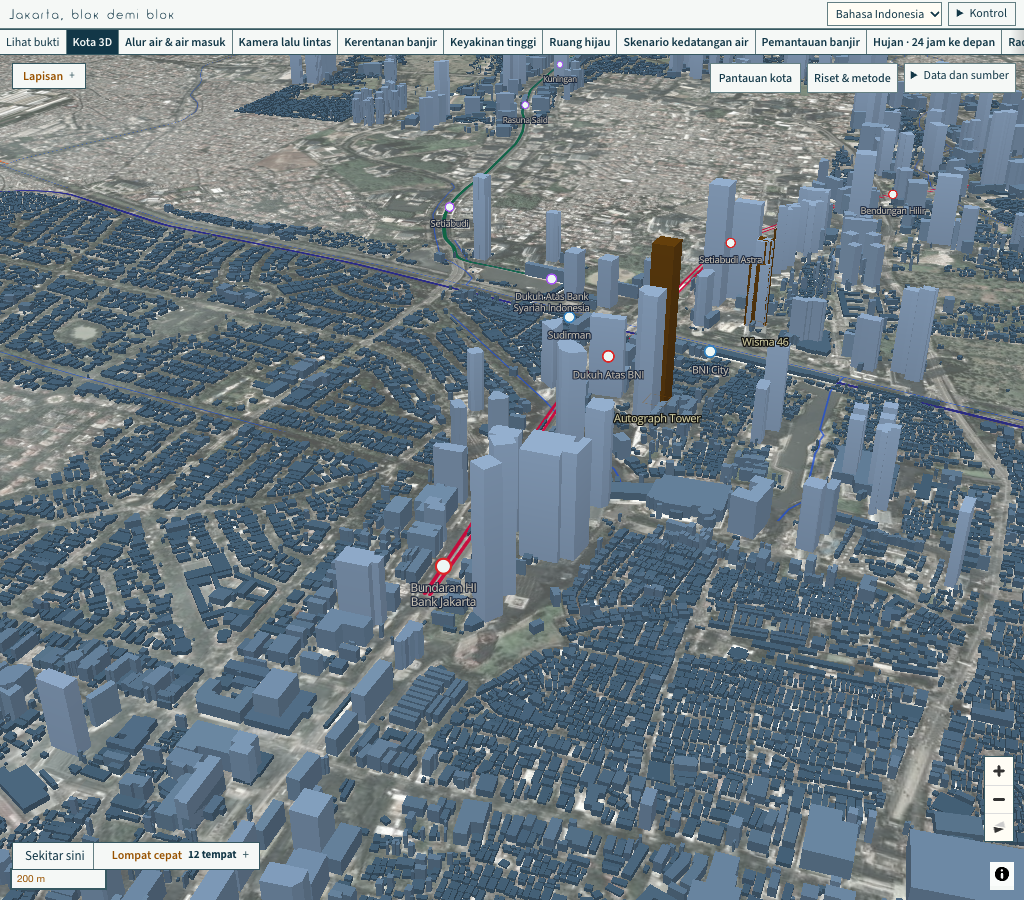 Jakarta, blok demi blok
Bahasa Indonesia
Kontrol
Lihat bukti
Kota 3D
Alur air & air masuk
Kamera lalu lintas
Kerentanan banjir
Keyakinan tinggi
Ruang hijau
Skenario kedatangan air
Pemantauan banjir
Hujan · 24 jam ke depan
Lapisan +
Pantauan kota
Riset & metode
Data dan sumber
Kuningan
Rasuna Said
Bendungan Hilir
Setiabudi
Setiabudi Astra
Dukuh Atas Bank
Syariah Indonesia
Sudirman
Wisma 46
BNI City
Dukuh Atas BNI
Autograph Tower
Bundaran HI
Bank Jakarta
Sekitar sini
Lompat cepat 12 tempat +
200 m